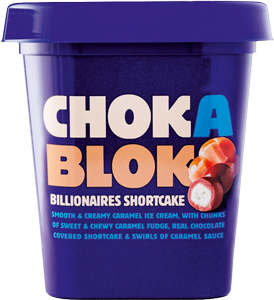 CHOKA
BLOK
BILLIONAIRES SHORTCAKE
SMOOTH & CREAMY CARAMEL ICE CREAM, WITH CHUNKS
OF SWEET & CHEWY CARAMEL FUDGE, REAL CHOCOLATE
COVERED SHORTCAKE & SWIRLS OF CARAMEL SAUCE